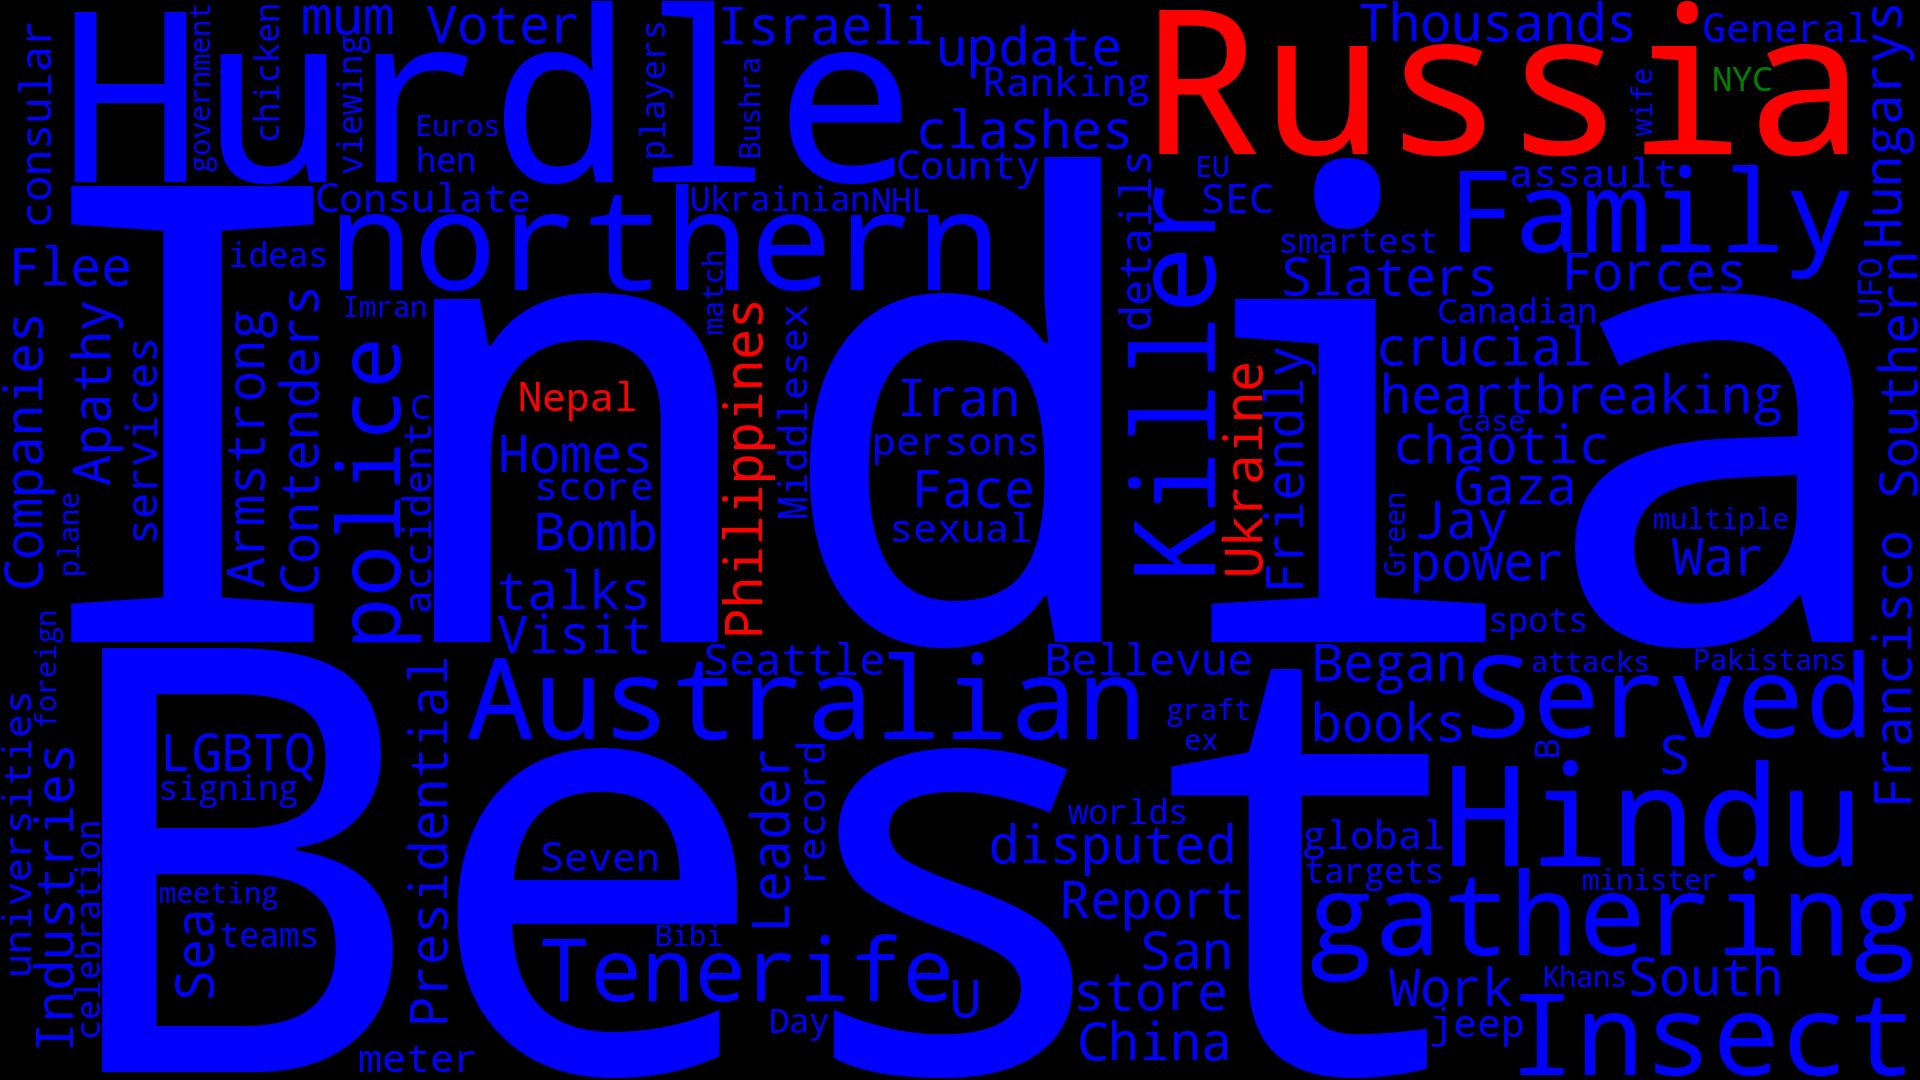 consular
Hurdle
government
chicken
mum
viewing
Voter
Euros
hen
players
Israeli
Bushra
update
Ranking
clashes
County
Russia
Thousands
General
NYC
wife
Hungarys
Consulate
northern
Ukrainian
NHL
details
EU
SEC
Killer
assault
Family
smartest
Slaters
Forces
UFO
Flee
ideas
India
Imran
match
Canadian
crucial
Southern
Companies
Apathy
services
Armstrong
Contenders
police
accidentc
Nepal
Homes
score
Bomb
talks
Visit
Philippines
Middlesex
Iran
persons
Face
sexual
Ukraine
Friendly
heartbreaking
case
chaotic
Gaza
Green
Jay
power
multiple
War
spots
plane
foreign
Seattle
Bellevue
Began
attacks
Pakistans
Francisco
Best
Presidential
Australian
graft
ex
books
Served
B
S
LGBTQ
signing
universities
Industries
celebration
meeting
Sea
teams
Seven
Leader
record
worlds
disputed
global
targets
Hindu
Report
minister
gathering
Bibi
Tenerife
U
San
store
Work
Khans
South
Day
China
jeep
Insect
meter